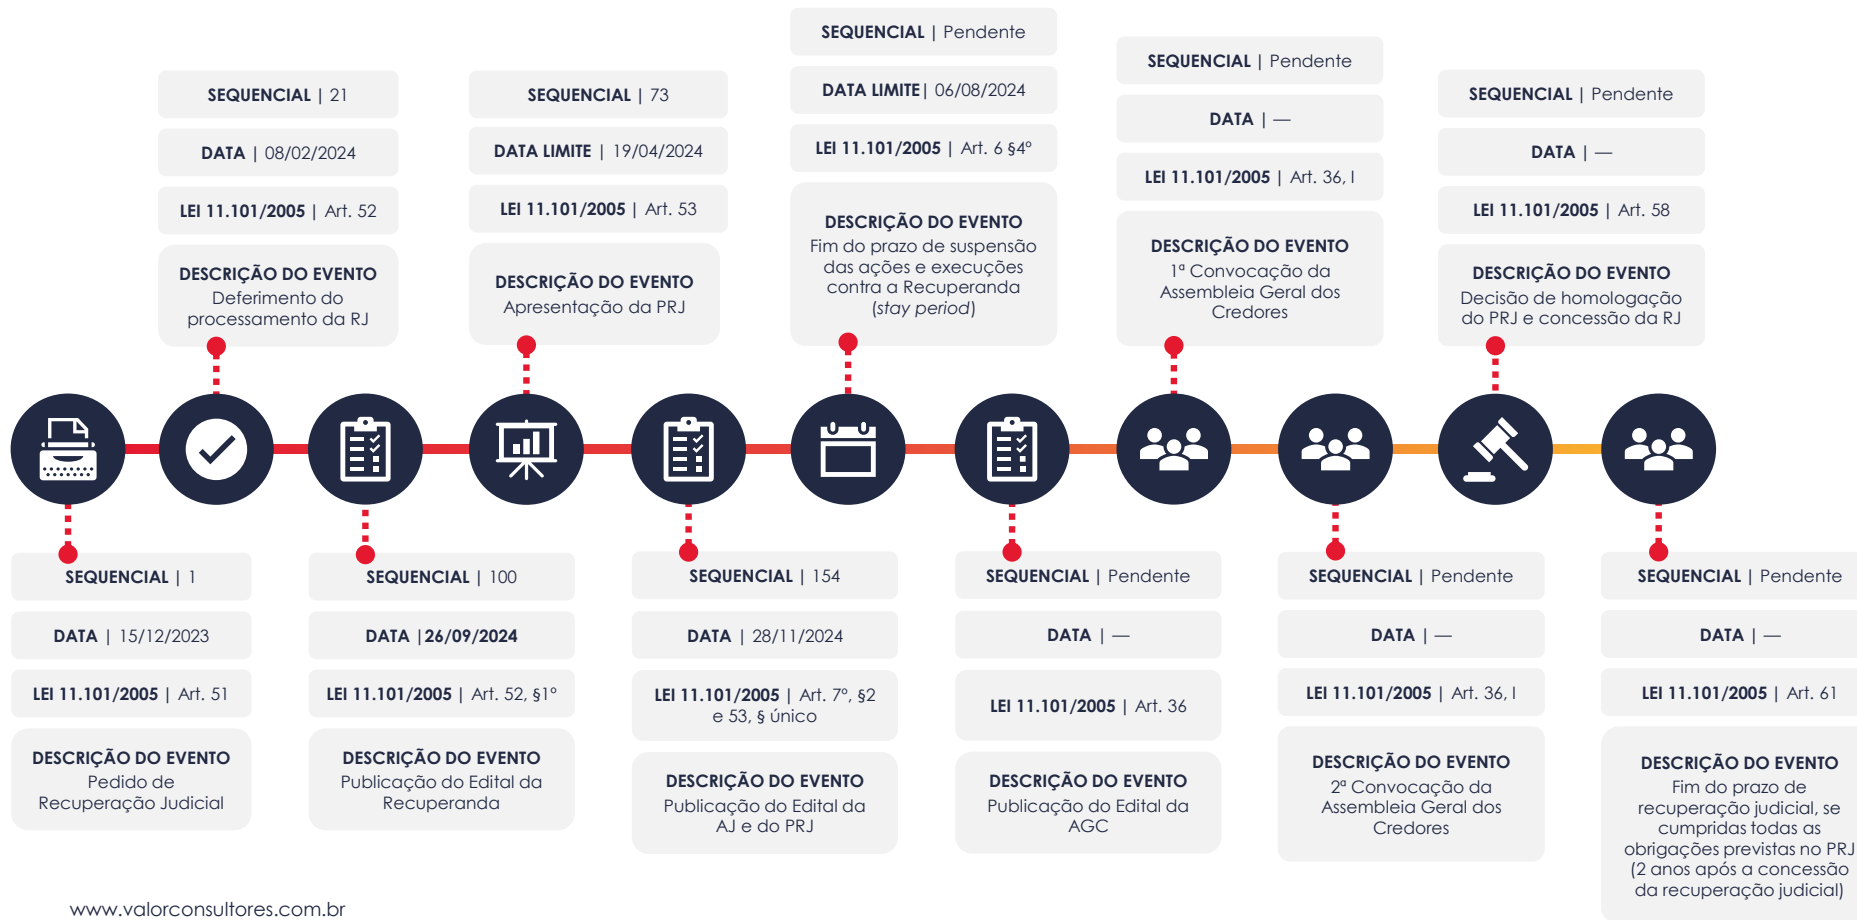 SEQUENCIAL | 21
DATA | 08/02/2024
LEI 11.101/2005 | Art. 52
DESCRIÇÃO DO EVENTO
Deferimento do
processamento da RJ
SEQUENCIAL | 73
DATA LIMITE | 19/04/2024
LEI 11.101/2005 | Art. 53
DESCRIÇÃO DO EVENTO
Apresentação da PRJ
SEQUENCIAL | Pendente
DATA LIMITE| 06/08/2024
LEI 11.101/2005 | Art. 6 §4º
DESCRIÇÃO DO EVENTO
Fim do prazo de suspensão
das ações e execuções
contra a Recuperanda
(stay period)
SEQUENCIAL | Pendente
DATA | —
LEI 11.101/2005 | Art. 36, I
DESCRIÇÃO DO EVENTO
1ª Convocação da
Assembleia Geral dos
Credores
SEQUENCIAL | Pendente
DATA | —
LEI 11.101/2005 | Art. 58
DESCRIÇÃO DO EVENTO
Decisão de homologação
do PRJ e concessão da RJ
SEQUENCIAL | 1
DATA | 15/12/2023
LEI 11.101/2005 | Art. 51
DESCRIÇÃO DO EVENTO
Pedido de
Recuperação Judicial
SEQUENCIAL | 100
DATA |26/09/2024
LEI 11.101/2005 | Art. 52, §1º
DESCRIÇÃO DO EVENTO
Publicação do Edital da
Recuperanda
SEQUENCIAL | 154
DATA | 28/11/2024
LEI 11.101/2005 | Art. 7º, §2
e 53, § único
DESCRIÇÃO DO EVENTO
Publicação do Edital da
AJ e do PRJ
SEQUENCIAL | Pendente
DATA | —
LEI 11.101/2005 | Art. 36
DESCRIÇÃO DO EVENTO
Publicação do Edital da
AGC
SEQUENCIAL | Pendente
DATA | —
LEI 11.101/2005 | Art. 36, I
DESCRIÇÃO DO EVENTO
2ª Convocação da
Assembleia Geral dos
Credores
SEQUENCIAL | Pendente
DATA | —
LEI 11.101/2005 | Art. 61
DESCRIÇÃO DO EVENTO
Fim do prazo de
recuperação judicial, se
cumpridas todas as
obrigações previstas no PRJ
(2 anos após a concessão
da recuperação judicial)
www.valorconsultores.com.br